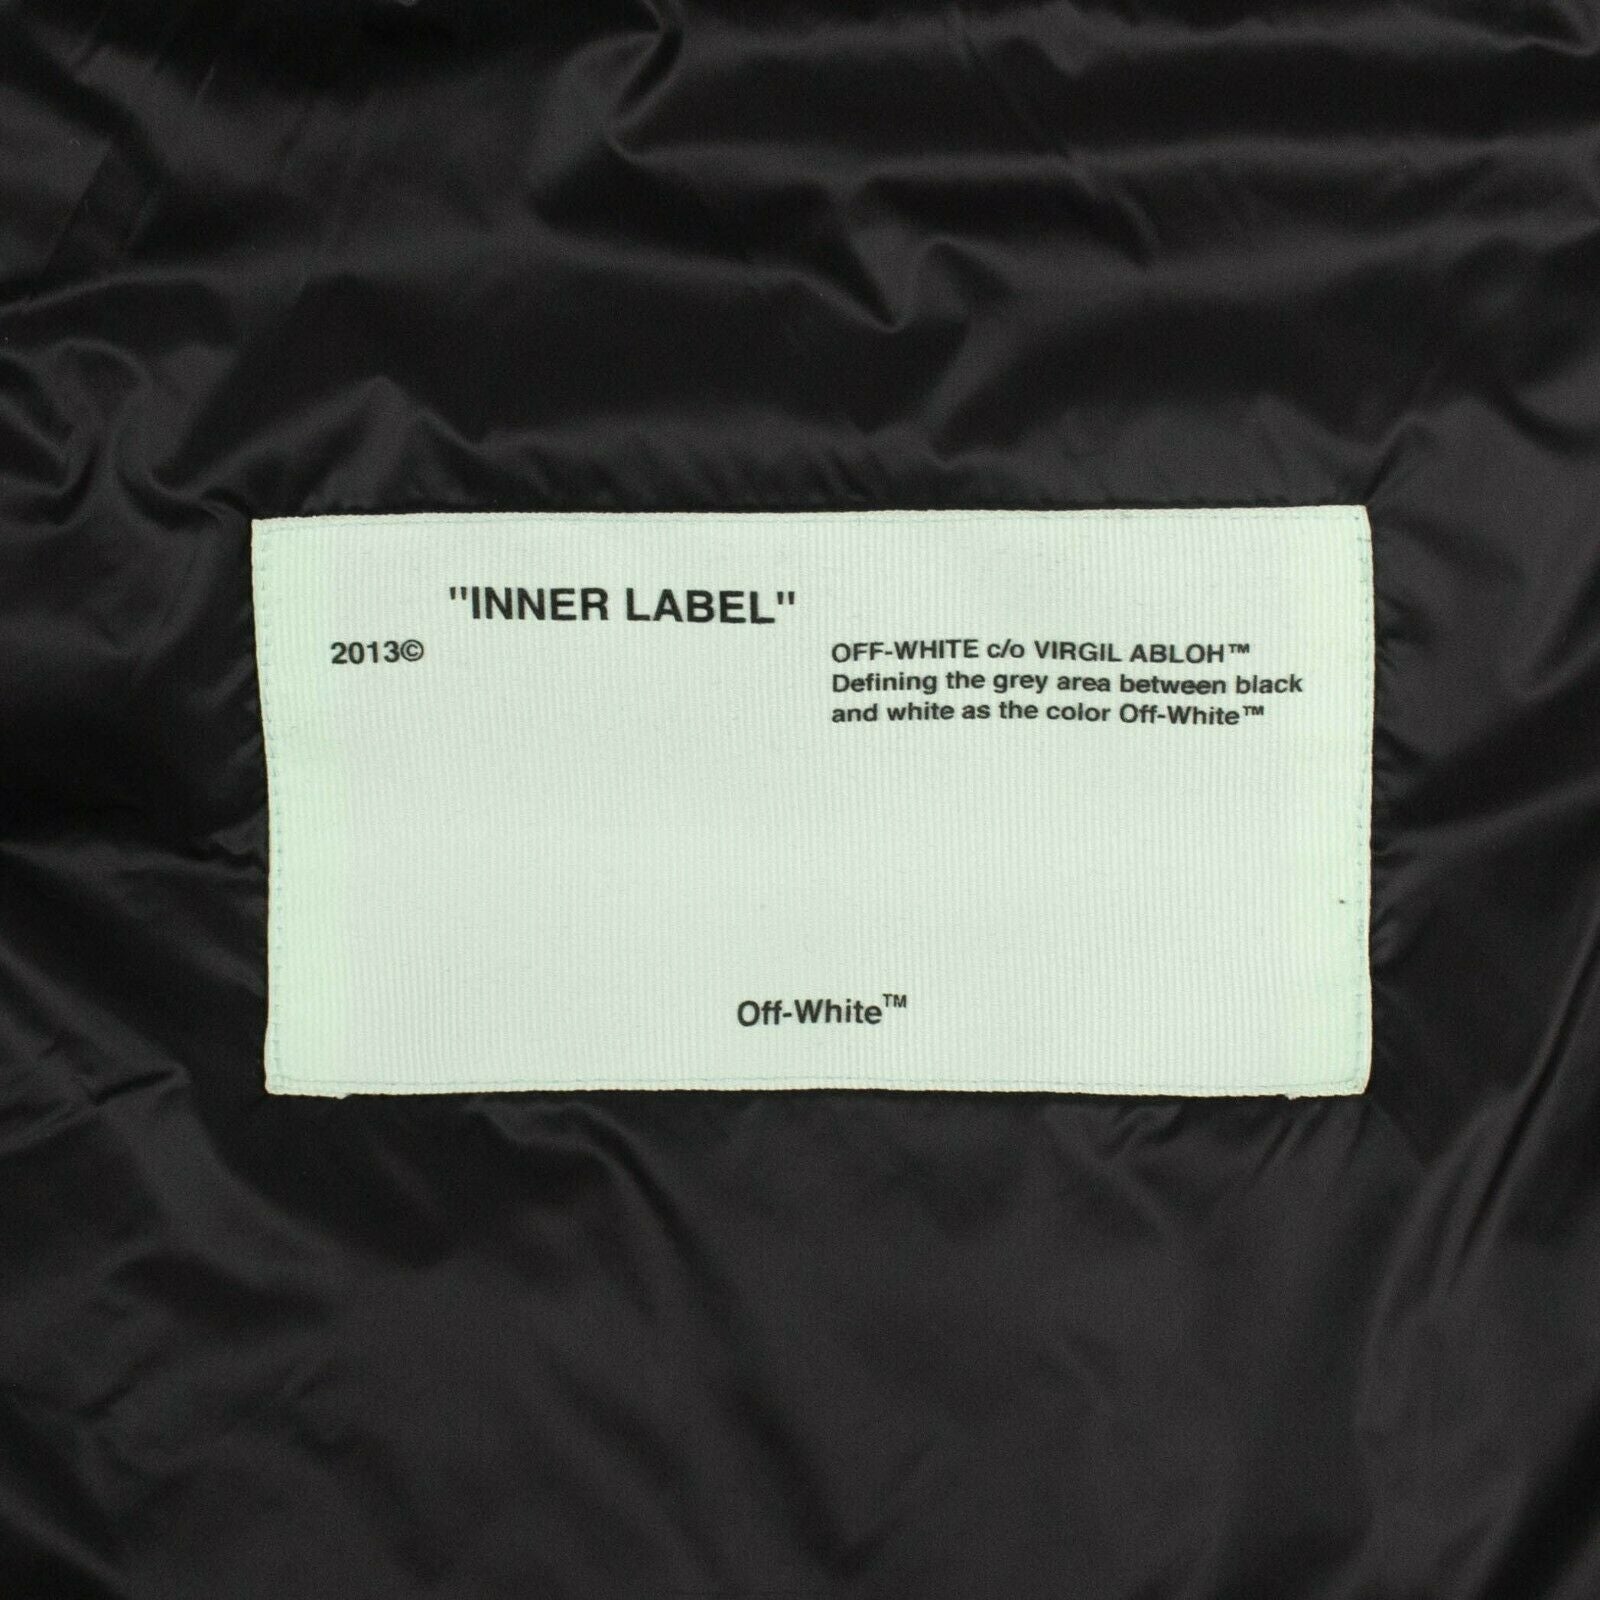 "INNER LABEL"
2013©
OFF-WHITE c/o VIRGIL ABLOH™
Defining the grey area between black
and white as the color Off-White™
Off-White™